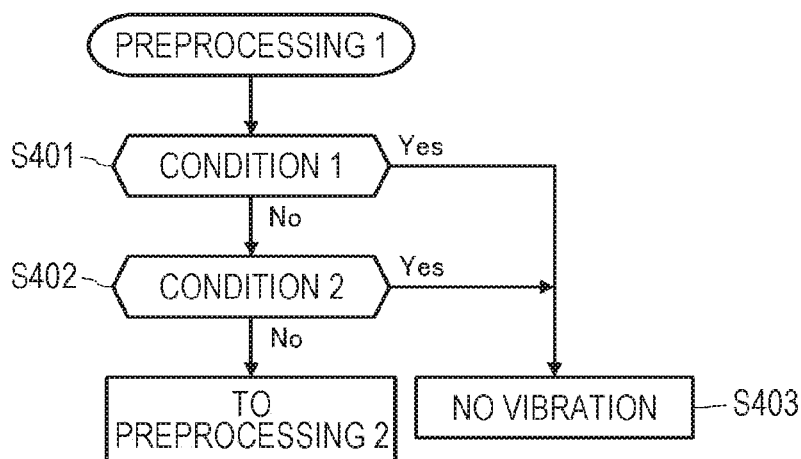 PREPROCESSING 1
S401
CONDITION 1
Yes
No
S402
CONDITION 2
Yes
No
TO
PREPROCESSING 2
NO VIBRATION
S403